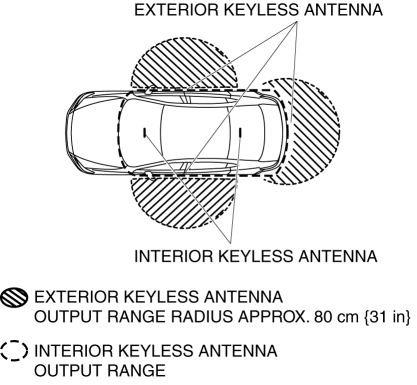 EXTERIOR KEYLESS ANTENNA
INTERIOR KEYLESS ANTENNA
EXTERIOR KEYLESS ANTENNA
OUTPUT RANGE RADIUS APPROX. 80 cm {31 in}
INTERIOR KEYLESS ANTENNA
OUTPUT RANGE